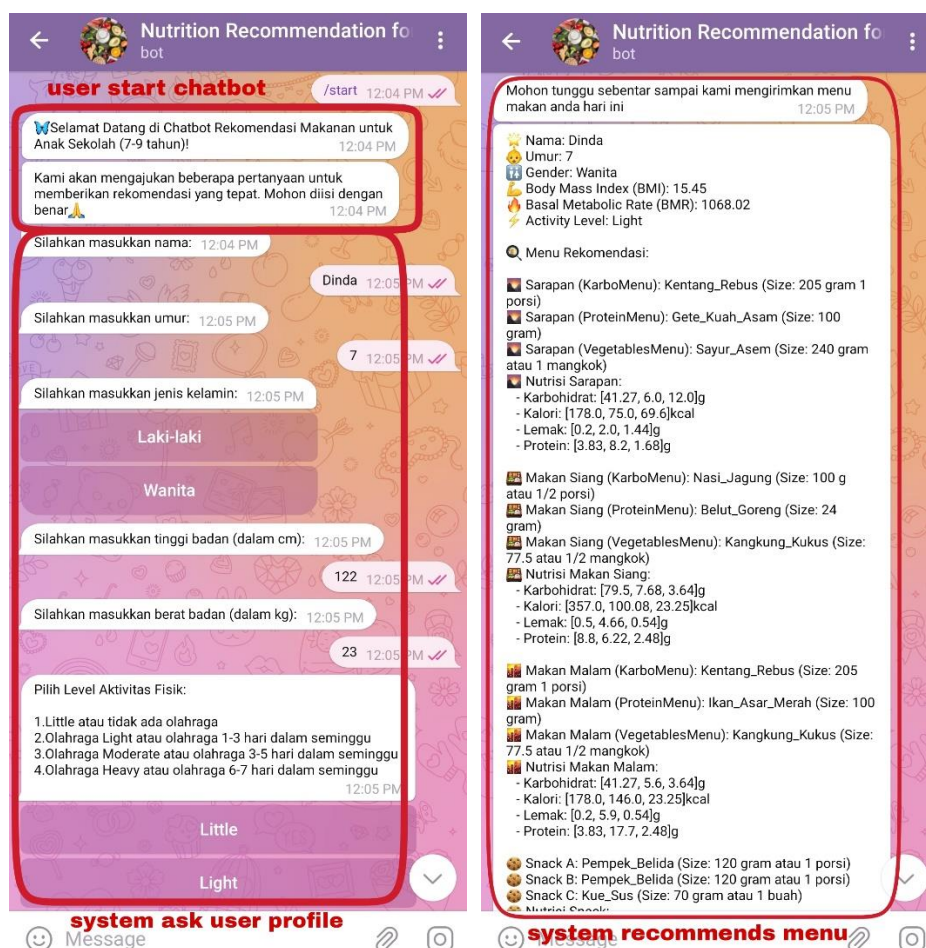 Nutrition Recommendation fo
bot
user start chatbot
/start 12:04 PM
Selamat Datang di Chatbot Rekomendasi Makanan untuk
Anak Sekolah (7-9 tahun)!
12:04 PM
Kami akan mengajukan beberapa pertanyaan untuk
memberikan rekomendasi yang tepat. Mohon diisi dengan
benar🙏
12:04 PM
Silahkan masukkan nama: 12:04 PM
Dinda 12:05 PM
Silahkan masukkan umur: 12:05 PM
7 12:05 PM
Silahkan masukkan jenis kelamin: 12:05 PM
Laki-laki
Wanita
Silahkan masukkan tinggi badan (dalam cm): 12:05 PM
122 12:05 PM
Silahkan masukkan berat badan (dalam kg): 12:05 PM
23 12:05 PM
Pilih Level Aktivitas Fisik:
1.Little atau tidak ada olahraga
2.Olahraga Light atau olahraga 1-3 hari dalam seminggu
3.Olahraga Moderate atau olahraga 3-5 hari dalam seminggu
4.Olahraga Heavy atau olahraga 6-7 hari dalam seminggu
12:05 PM
Little
Light
system ask user profile
Message
Nutrition Recommendation fo
bot
Mohon tunggu sebentar sampai kami mengirimkan menu
makan anda hari ini
12:05 PM
Nama: Dinda
Umur: 7
Gender: Wanita
Body Mass Index (BMI): 15.45
Basal Metabolic Rate (BMR): 1068.02
Activity Level: Light
Menu Rekomendasi:
Sarapan (KarboMenu): Kentang_Rebus (Size: 205 gram 1
porsi)
Sarapan (ProteinMenu): Gete_Kuah_Asam (Size: 100
gram)
Sarapan (VegetablesMenu): Sayur_Asem (Size: 240 gram
atau 1 mangkok)
Nutrisi Sarapan:
- Karbohidrat: [41.27, 6.0, 12.0]g
- Kalori: [178.0, 75.0, 69.6]kcal
- Lemak: [0.2, 2.0, 1.44]g
- Protein: [3.83, 8.2, 1.68]g
Makan Siang (KarboMenu): Nasi_Jagung (Size: 100 g
atau 1/2 porsi)
Makan Siang (ProteinMenu): Belut_Goreng (Size: 24
gram)
Makan Siang (VegetablesMenu): Kangkung_Kukus (Size:
77.5 atau 1/2 mangkok)
Nutrisi Makan Siang:
- Karbohidrat: [79.5, 7.68, 3.64]g
- Kalori: [357.0, 100.08, 23.25]kcal
- Lemak: [0.5, 4.66, 0.54]g
- Protein: [8.8, 6.22, 2.48]g
Makan Malam (KarboMenu): Kentang_Rebus (Size: 205
gram 1 porsi)
Makan Malam (ProteinMenu): Ikan_Asar_Merah (Size: 100
gram)
Makan Malam (VegetablesMenu): Kangkung_Kukus (Size:
77.5 atau 1/2 mangkok)
Nutrisi Makan Malam:
- Karbohidrat: [41.27, 5.6, 3.64]g
- Kalori: [178.0, 146.0, 23.25]kcal
- Lemak: [0.2, 5.9, 0.54]g
- Protein: [3.83, 17.7, 2.48]g
Snack A: Pempek_Belida (Size: 120 gram atau 1 porsi)
Snack B: Pempek_Belida (Size: 120 gram atau 1 porsi)
Snack C: Kue_Sus (Size: 70 gram atau 1 buah)
system recommends menu